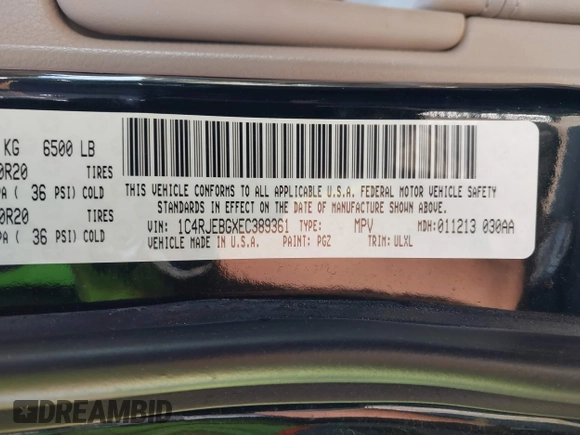 KG 6500 LB
0R20 TIRES
PA ( 36 PSI) COLD
0R20 TIRES
PA ( 36 PSI) COLD
THIS VEHICLE CONFORMS TO ALL APPLICABLE U.S.A. FEDERAL MOTOR VEHICLE SAFETY
STANDARDS IN EFFECT ON THE DATE OF MANUFACTURE SHOWN ABOVE.
VIN: 1C4RJEBGXEC389361 TYPE: MPV MDH: 011213 030AA
VEHICLE MADE IN U.S.A. PAINT: PGZ TRIM: ULXL
DREAMBID